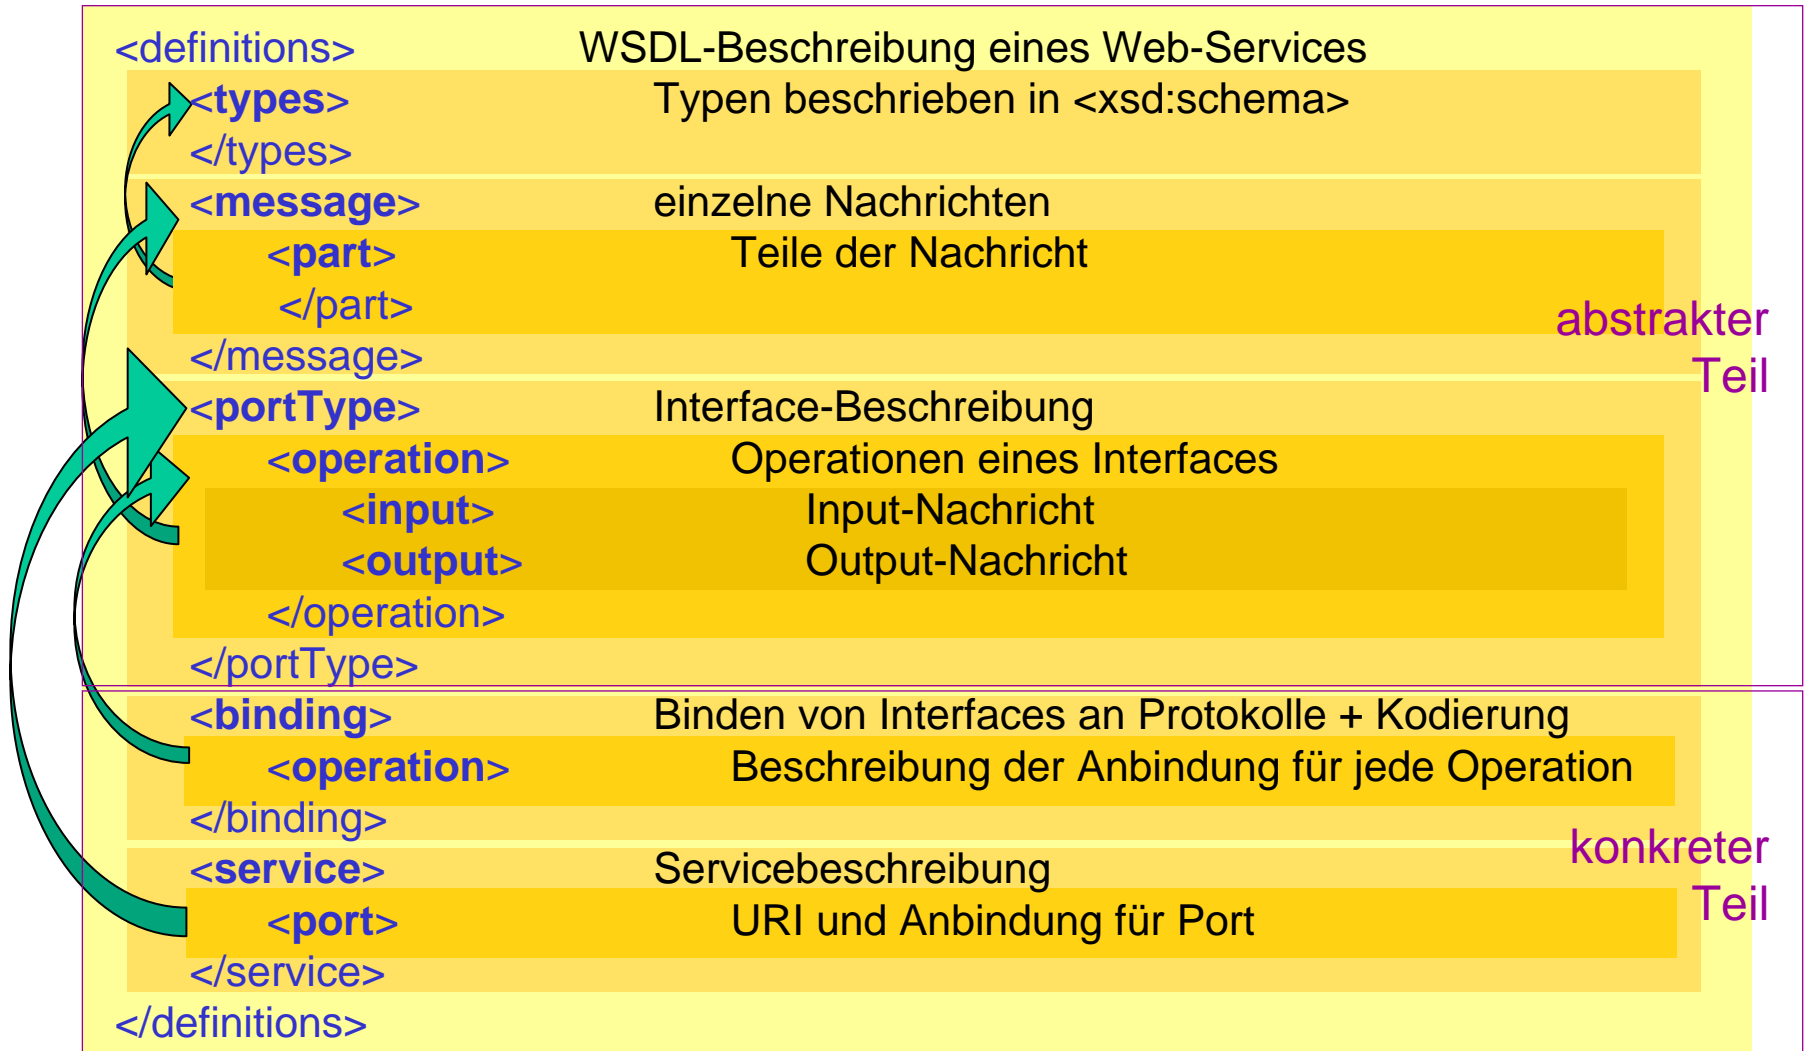 <definitions> WSDL-Beschreibung eines Web-Services
<types> Typen beschrieben in <xsd:schema>
</types>
<message> einzelne Nachrichten
<part> Teile der Nachricht
</part>
</message>
abstrakter
Teil
<portType> Interface-Beschreibung
<operation> Operationen eines Interfaces
<input> Input-Nachricht
<output> Output-Nachricht
</operation>
</portType>
<binding> Binden von Interfaces an Protokolle + Kodierung
<operation> Beschreibung der Anbindung für jede Operation
</binding>
<service> Servicebeschreibung
<port> URI und Anbindung für Port
konkreter
Teil
</service>
</definitions>